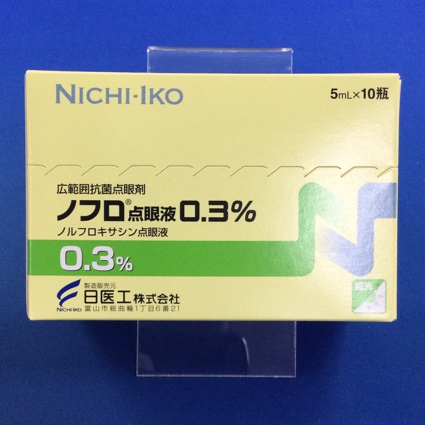 NICHI-IKO
5mL×10瓶
広範囲抗菌点眼剤
ノフロ®点眼液0.3%
ノルフロキサシン点眼液
0.3%
製造販売元
日医工株式会社
NICHI-IKO
富山市総曲輪1丁目6番21
遮光